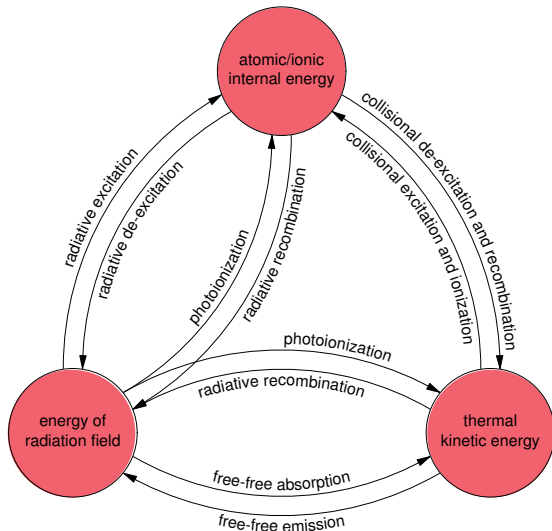 atomic/ionic
internal energy
radiative excitation
radiative de-excitation
photoionization
radiative recombination
collisional excitation and ionization
collisional de-excitation and recombination
photoionization
radiative recombination
energy of
radiation field
thermal
kinetic energy
free-free absorption
free-free emission